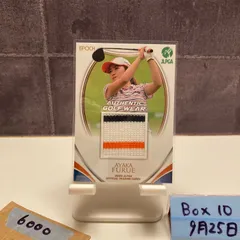 EPOCH
JLPGA
AUTHENTIC
GOLF WEAR
AYAKA
FURUE
6000
Box 10
9月25日